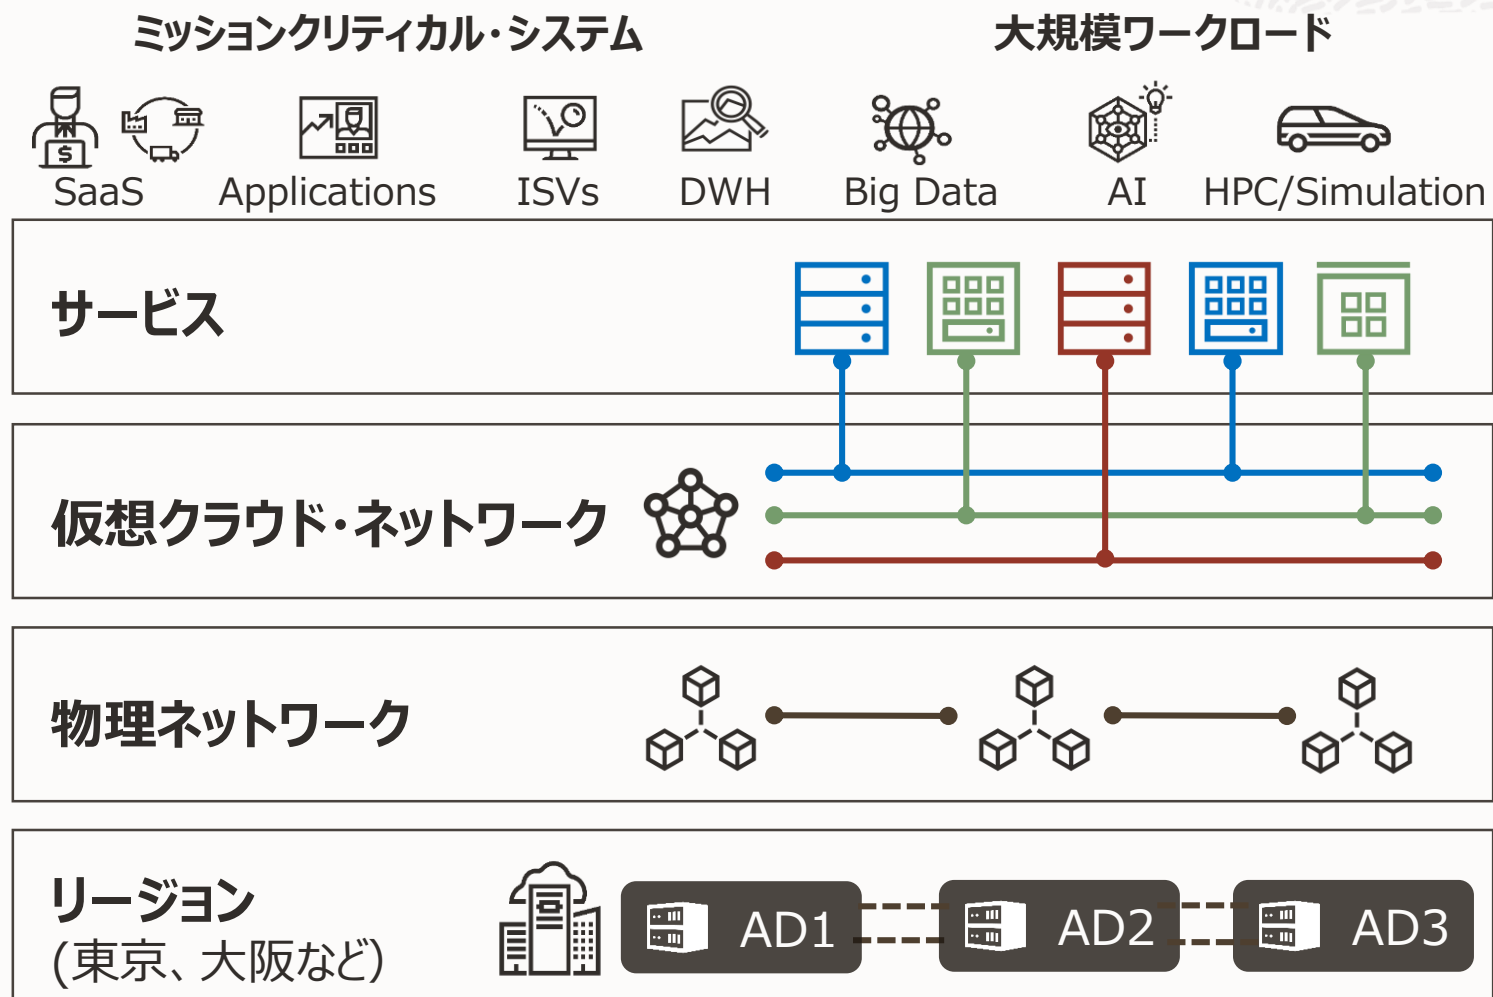 ミッションクリティカル・システム
大規模ワークロード
SaaS
Applications
ISVs
DWH
Big Data
AI
HPC/Simulation
サービス
仮想クラウド・ネットワーク
物理ネットワーク
リージョン
(東京、大阪など)
AD1
AD2
AD3